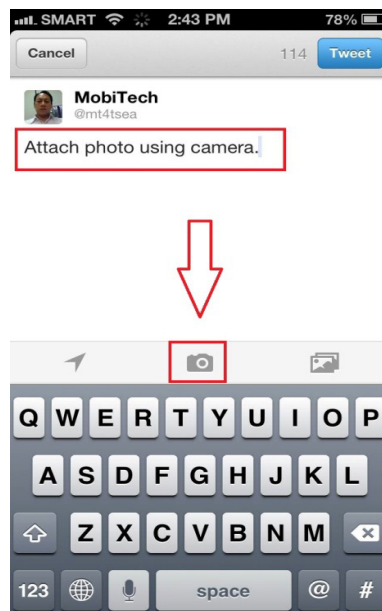 SMART 2:43 PM 78%
Cancel 114 Tweet
MobiTech
@mt4tsea
Attach photo using camera.
Q W E R T Y U I O P
A S D F G H J K L
Z X C V B N M
123 space @ #